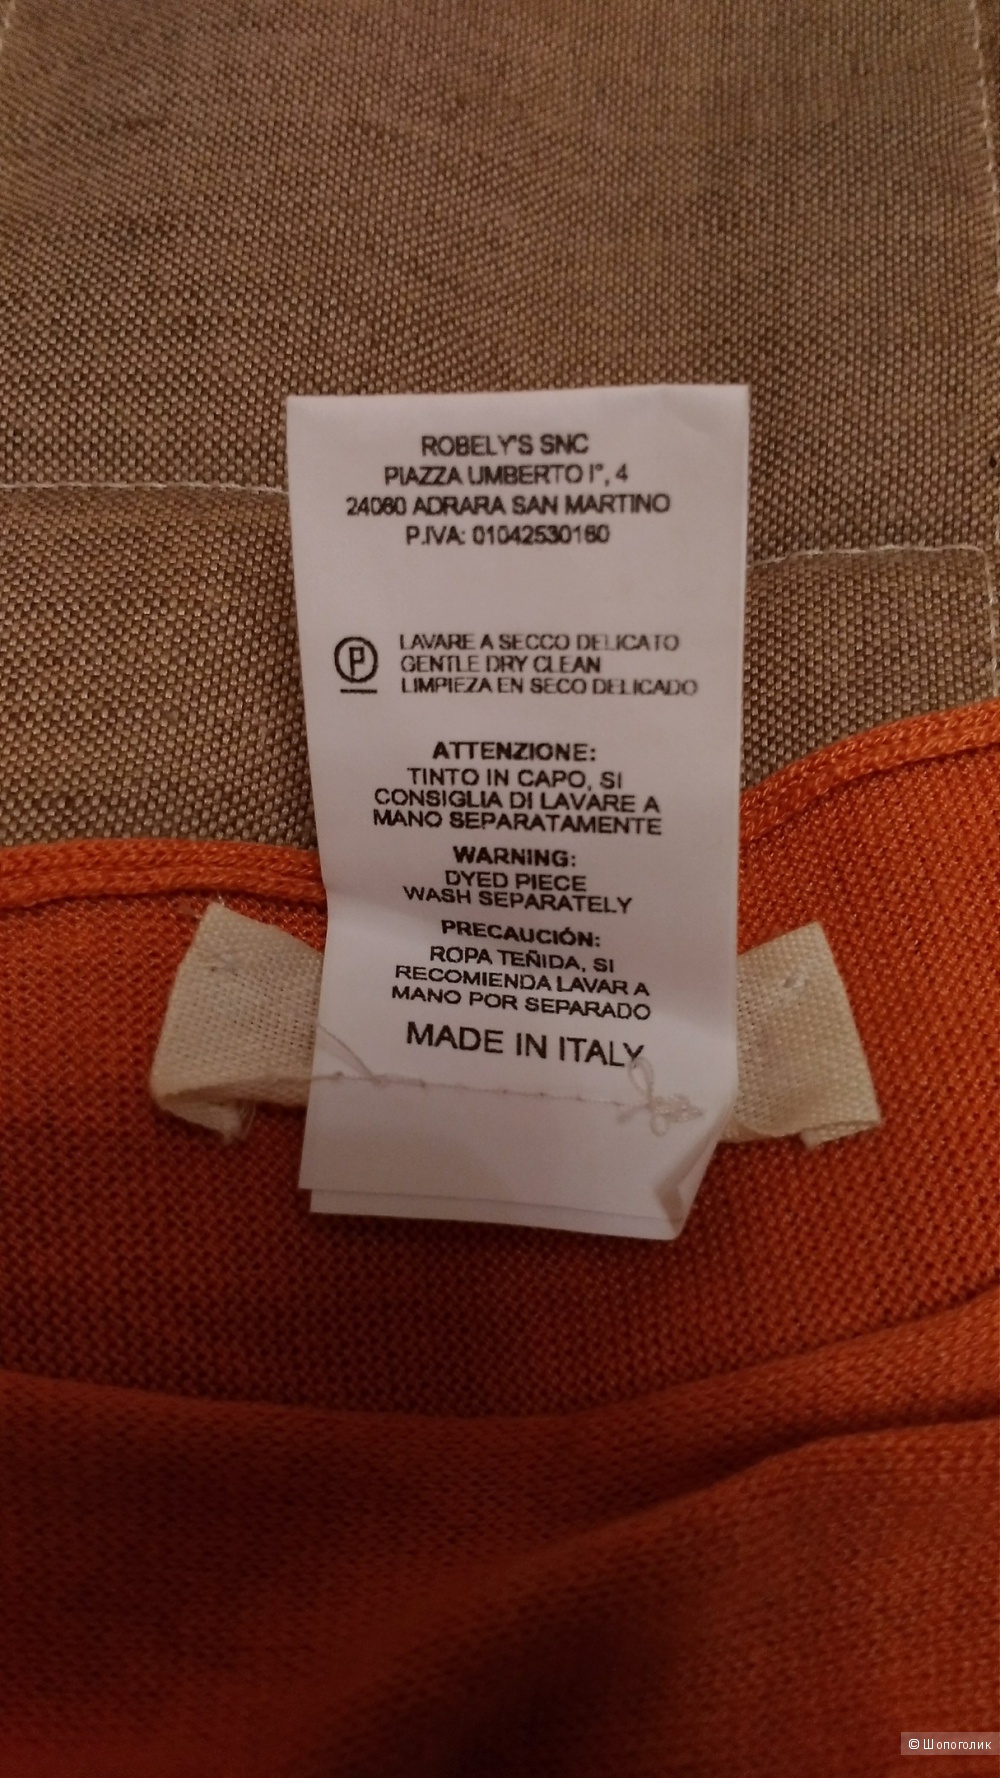 ROBELY'S SNC
PIAZZA UMBERTO I°, 4
24060 ADRARA SAN MARTINO
P.IVA: 01042530160
P
LAVARE A SECCO DELICATO
GENTLE DRY CLEAN
LIMPIEZA EN SECO DELICADO
ATTENZIONE:
TINTO IN CAPO, SI
CONSIGLIA DI LAVARE A
MANO SEPARATAMENTE
WARNING:
DYED PIECE
WASH SEPARATELY
PRECAUCIÓN:
ROPA TEÑIDA, SI
RECOMIENDA LAVAR A
MANO POR SEPARADO
MADE IN ITALY
© Шопоголик